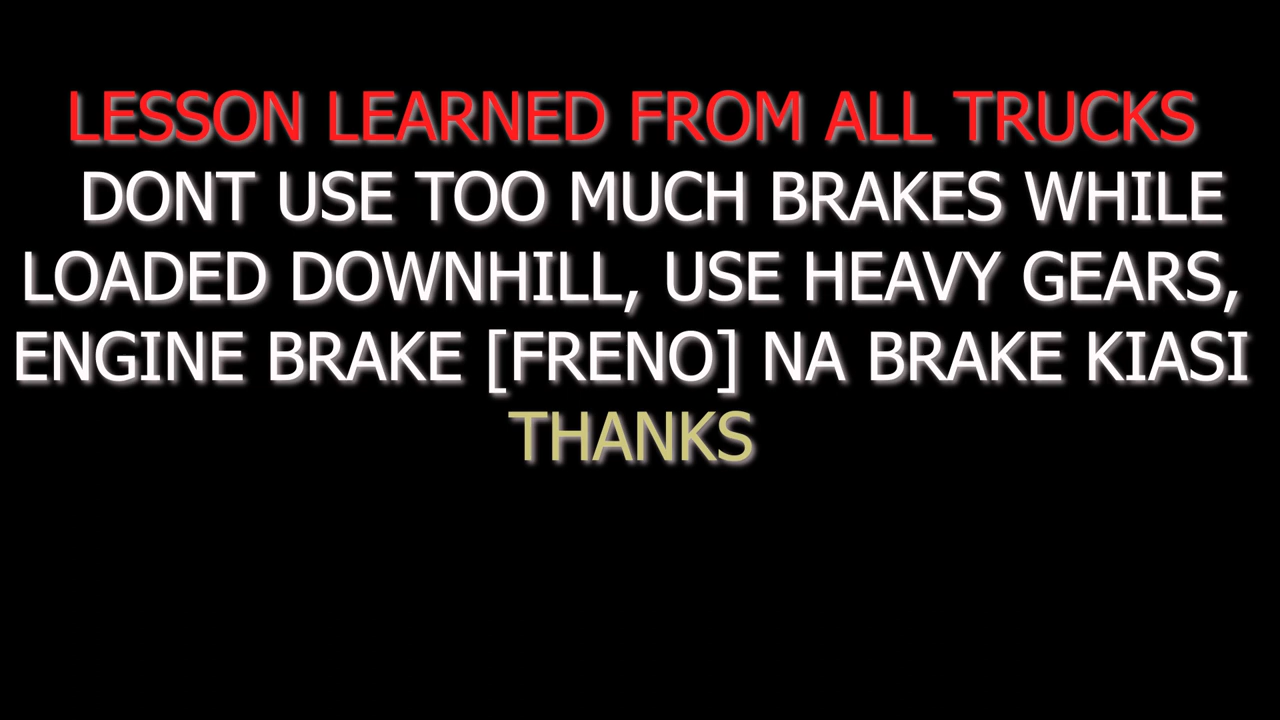 LESSON LEARNED FROM ALL TRUCKS
DONT USE TOO MUCH BRAKES WHILE
LOADED DOWNHILL, USE HEAVY GEARS,
ENGINE BRAKE [FRENO] NA BRAKE KIASI
THANKS